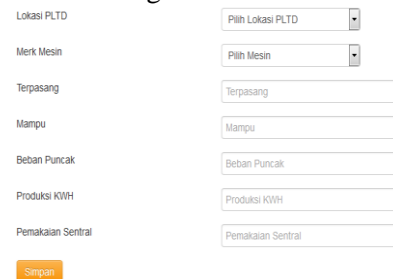 Lokasi PLTD Pilih Lokasi PLTD
Merk Mesin Pilih Mesin
Terpasang Terpasang
Mampu Mampu
Beban Puncak Beban Puncak
Produksi KWH Produksi KWH
Pemakaian Sentral Pemakaian Sentral
Simpan